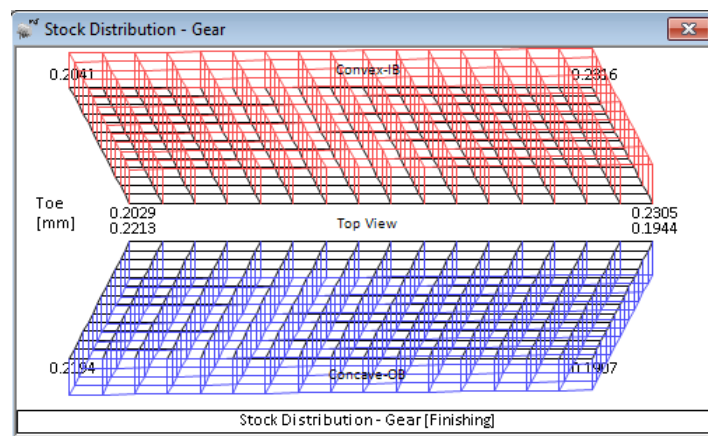 Stock Distribution - Gear
0.2041 Convex-IB 0.2316
Toe
[mm]
0.2029 0.2305
0.2213 Top View 0.1944
0.2194 Concave-OB 0.1907
Stock Distribution - Gear [Finishing]